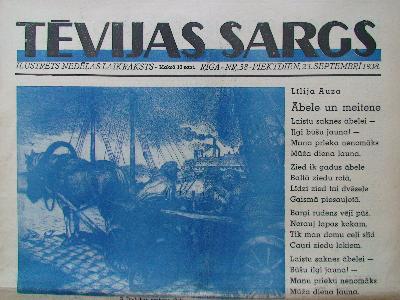 TĒVIJAS SARGS
ILUSTRĒTS NEDĒĻAS LAIKRAKSTS - Maksā 10 sant. RĪGA - NR. 38 - PIEKTDIEN, 23. SEPTEMBRĪ 1938.
Lilija Auza
Ābele un meitene
Laistu saknes ābelei —
Ilgi būšu jauna! —
Manu prieku nenomāks
Mūža diena ļauna.
Zied ik gadus ābele
Baltā ziedu rotā,
Līdzi zied tai dvēsele
Gaismā piesaulotā.
Bargi rudens vēji pūš.
Nerauj lapas kokam,
Tik man domu ceļi slīd
Cauri ziedu lokiem.
Laistu saknes ābelei —
Būšu ilgi jauna! —
Manu prieku nenomāks
Mūža diena ļauna.